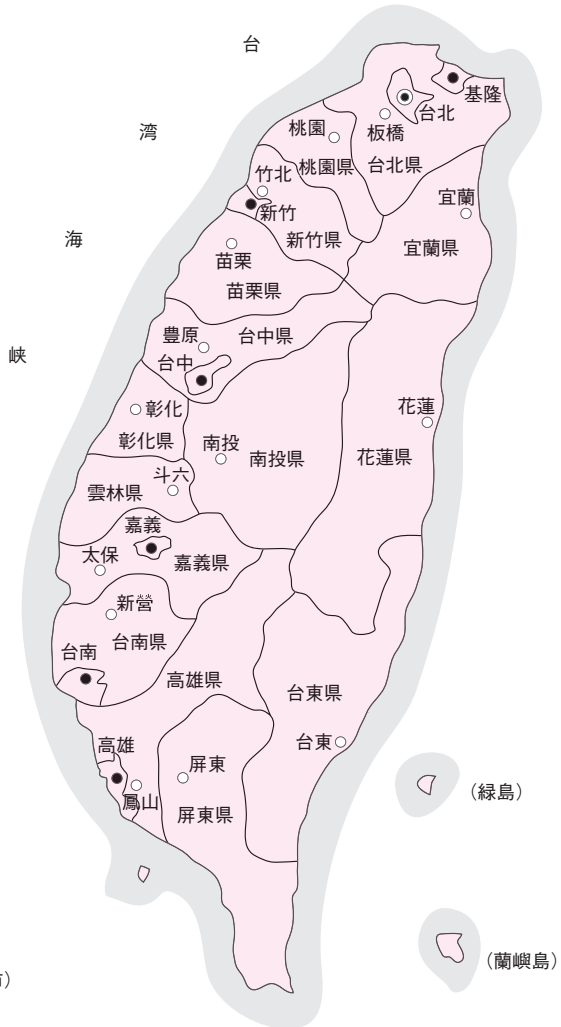 台
湾
海
峡
基隆
台北
板橋
台北県
桃園
桃園県
竹北
新竹
新竹県
宜蘭
宜蘭県
苗栗
苗栗県
豊原
台中県
台中
彰化
彰化県
南投
南投県
花蓮
花蓮県
斗六
雲林県
嘉義
太保
嘉義県
新営
台南県
台南
高雄県
台東県
台東
高雄
鳳山
屏東
屏東県
(緑島)
(蘭嶼島)